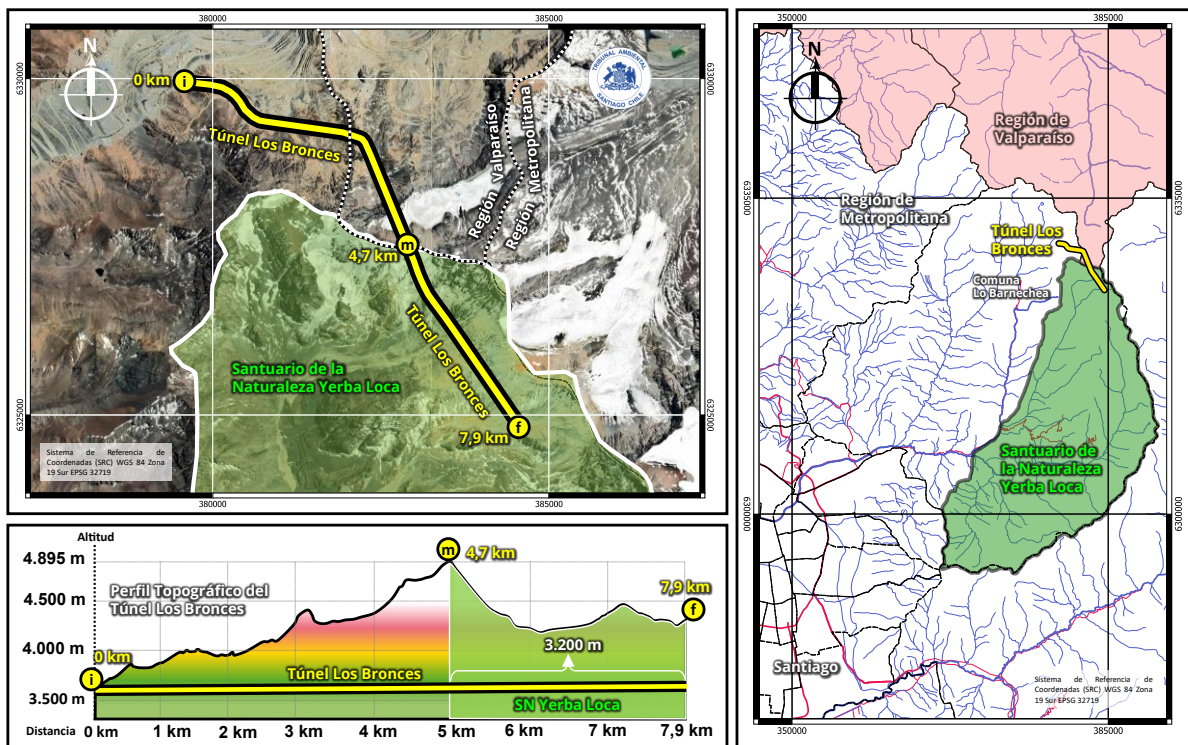 380000
385000
N
TRIBUNAL AMBIENTAL
SANTIAGO CHILE
6330000
6330000
0 km
i
Túnel Los Bronces
Región Valparaíso
Región Metropolitana
m
4,7 km
Túnel Los Bronces
Santuario de la
Naturaleza Yerba Loca
6325000
6325000
f
7,9 km
Sistema de Referencia de
Coordenadas (SRC) WGS 84 Zona
19 Sur EPSG 32719
380000
385000
Altitud
4.895 m
4.500 m
4.000 m
3.500 m
Perfil Topográfico del
Túnel Los Bronces
m
4,7 km
7,9 km
f
0 km
i
3.200 m
Túnel Los Bronces
SN Yerba Loca
Distancia
0 km
1 km
2 km
3 km
4 km
5 km
6 km
7 km
7,9 km
350000
385000
N
Región de
Valparaíso
6335000
6335000
Región de
Metropolitana
Túnel Los
Bronces
Comuna
Lo Barnechea
Santuario de
la Naturaleza
Yerba Loca
6300000
6300000
Santiago
Sistema de Referencia de
Coordenadas (SRC) WGS 84 Zona
19 Sur EPSG 32719
350000
385000